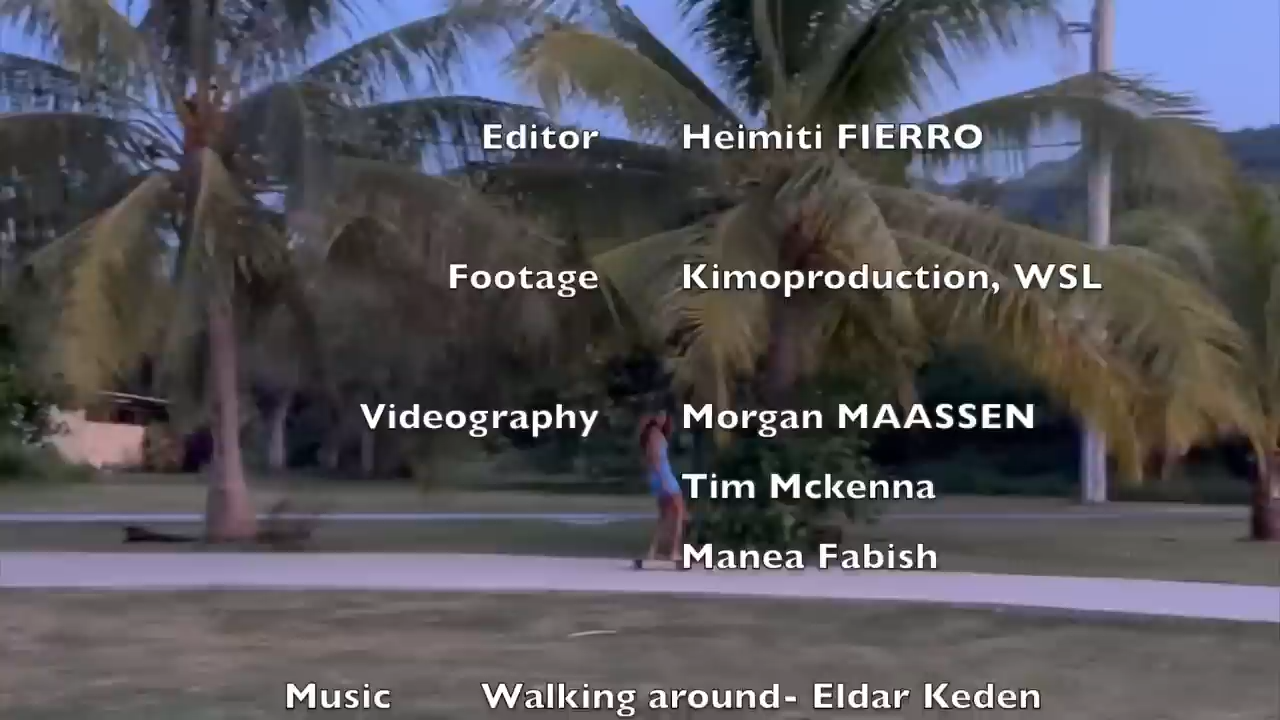 Editor Heimiti FIERRO
Footage Kimoproduction, WSL
Videography Morgan MAASSEN
Tim Mckenna
Manea Fabish
Music Walking around- Eldar Keden